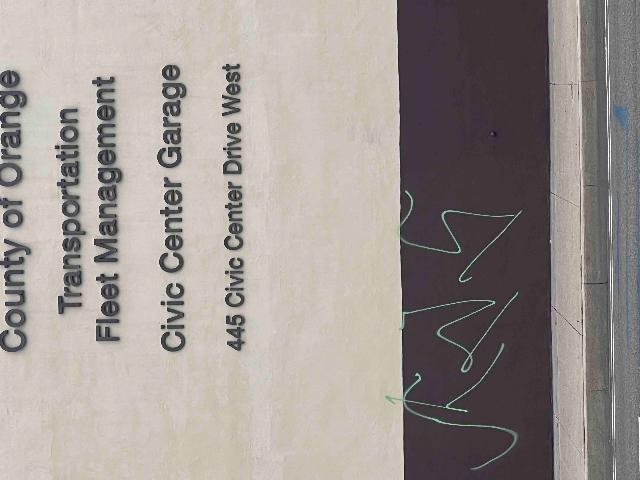 County of Orange
Transportation
Fleet Management
Civic Center Garage
445 Civic Center Drive West